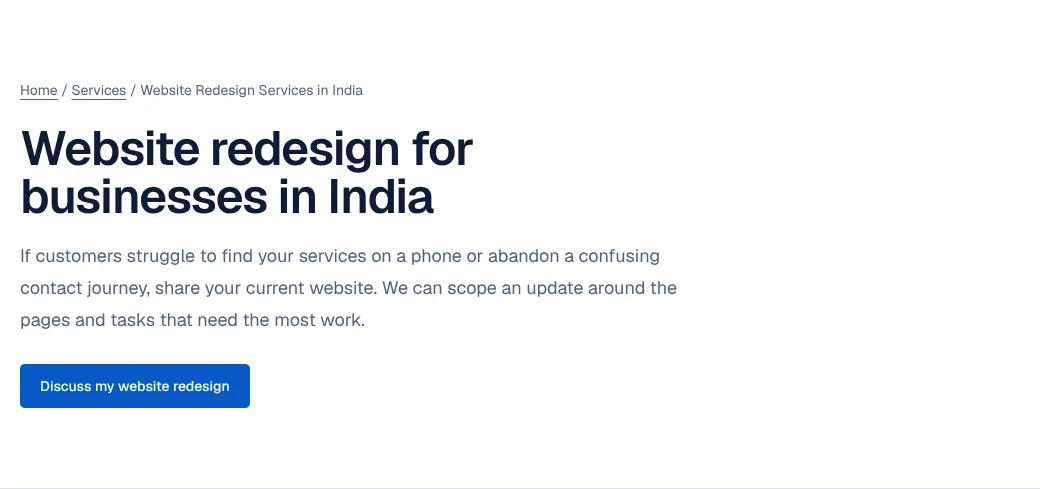 Home / Services / Website Redesign Services in India
Website redesign for
businesses in India
If customers struggle to find your services on a phone or abandon a confusing
contact journey, share your current website. We can scope an update around the
pages and tasks that need the most work.
Discuss my website redesign